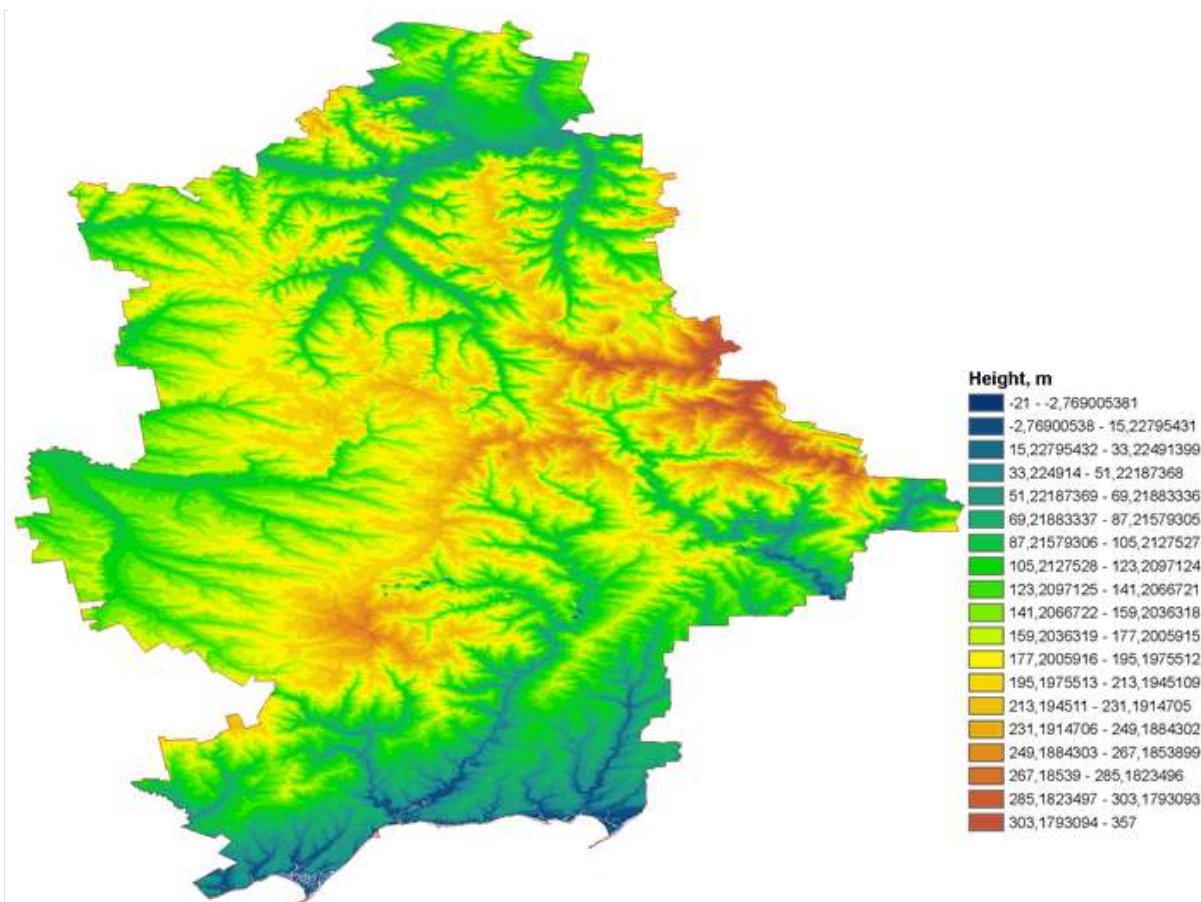 Height, m
-21 - -2,769005381
-2,76900538 - 15,22795431
15,22795432 - 33,22491399
33,224914 - 51,22187368
51,22187369 - 69,21883336
69,21883337 - 87,21579305
87,21579306 - 105,2127527
105,2127528 - 123,2097124
123,2097125 - 141,2066721
141,2066722 - 159,2036318
159,2036319 - 177,2005915
177,2005916 - 195,1975512
195,1975513 - 213,1945109
213,194511 - 231,1914705
231,1914706 - 249,1884302
249,1884303 - 267,1853899
267,18539 - 285,1823496
285,1823497 - 303,1793093
303,1793094 - 357